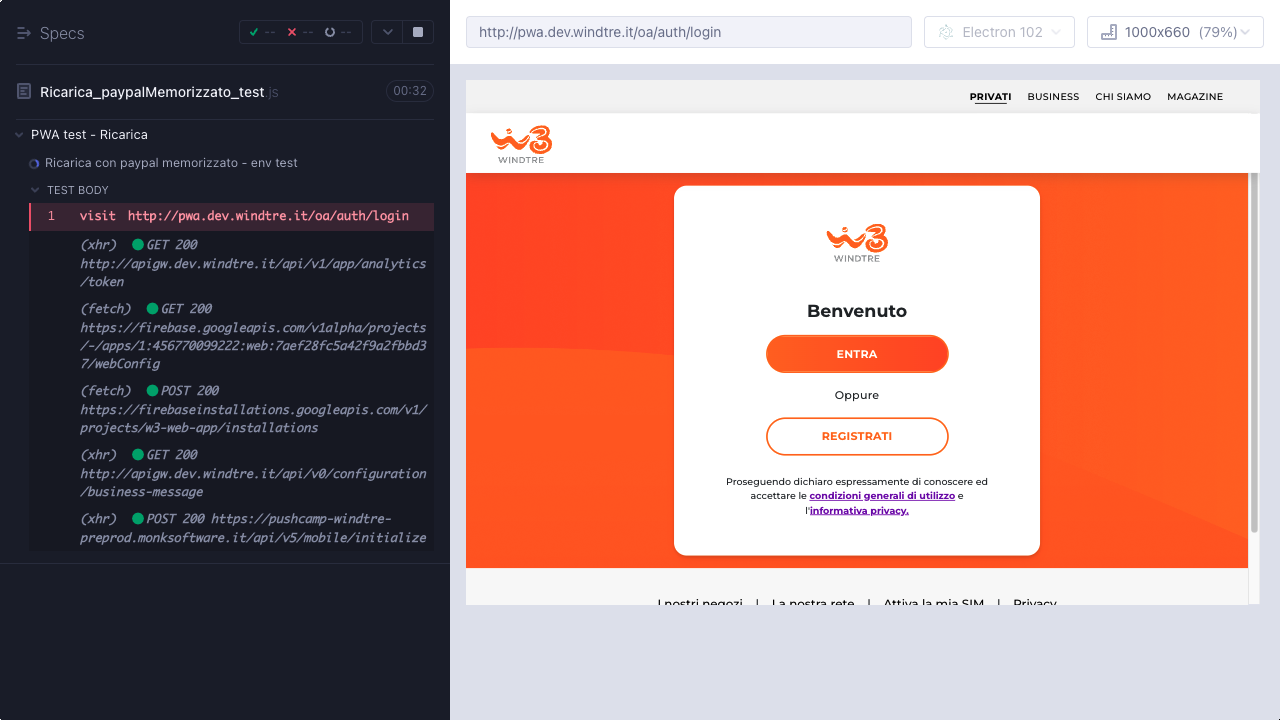 Specs
-- -- --
Ricarica_paypalMemorizzato_test.js 00:32
PWA test - Ricarica
Ricarica con paypal memorizzato - env test
TEST BODY
1 visit http://pwa.dev.windtre.it/oa/auth/login
(xhr) GET 200
http://apigw.dev.windtre.it/api/v1/app/analytics
/token
(fetch) GET 200
https://firebase.googleapis.com/v1alpha/projects
/-/apps/1:456770099222:web:7aef28fc5a42f9a2fbbd3
7/webConfig
(fetch) POST 200
https://firebaseinstallations.googleapis.com/v1/
projects/w3-web-app/installations
(xhr) GET 200
http://apigw.dev.windtre.it/api/v0/configuration
/business-message
(xhr) POST 200 https://pushcamp-windtre-
preprod.monksoftware.it/api/v5/mobile/initialize
http://pwa.dev.windtre.it/oa/auth/login
Electron 102
1000x660 (79%)
PRIVATI BUSINESS CHI SIAMO MAGAZINE
WINDTRE
WINDTRE
Benvenuto
ENTRA
Oppure
REGISTRATI
Proseguendo dichiaro espressamente di conoscere ed
accettare le condizioni generali di utilizzo e
l'informativa privacy.
I nostri negozi | La nostra rete | Attiva la mia SIM | Privacy